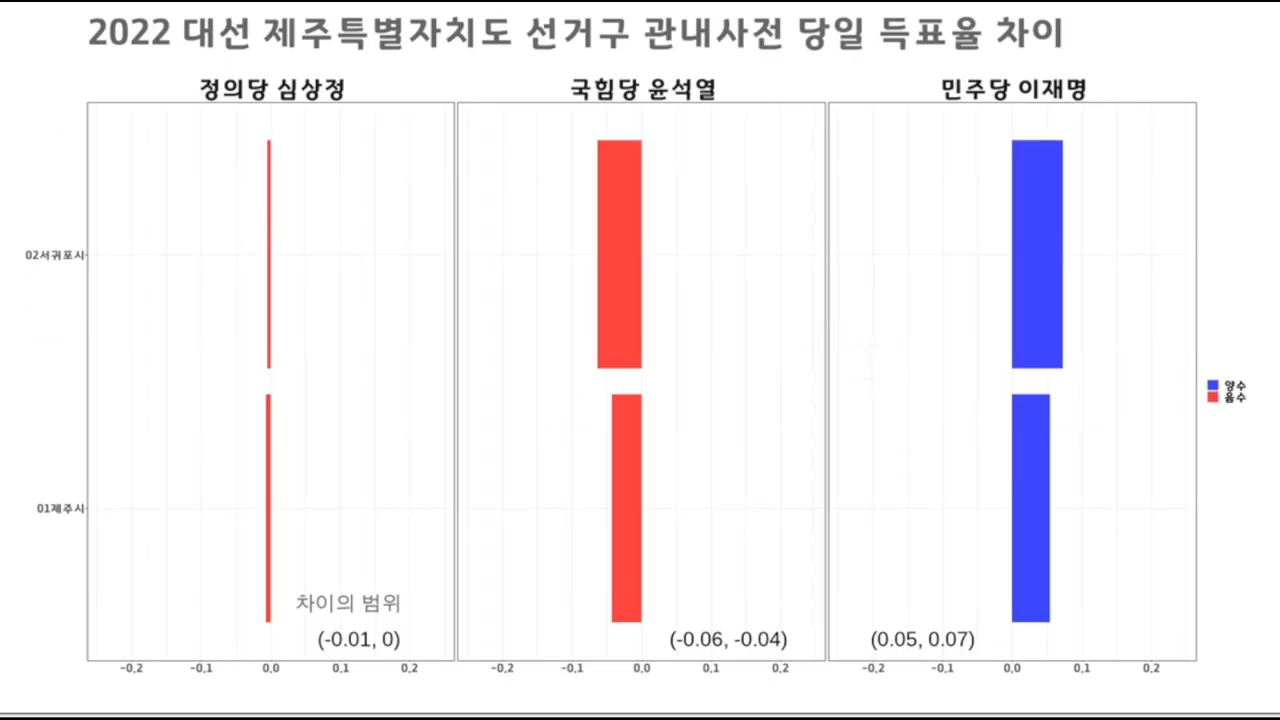 2022 대선 제주특별자치도 선거구 관내사전 당일 득표율 차이
정의당 심상정
국힘당 윤석열
민주당 이재명
02서귀포시
01제주시
양수
음수
차이의 범위
(-0.01, 0)
(-0.06, -0.04)
(0.05, 0.07)
-0.2 -0.1 0.0 0.1 0.2
-0.2 -0.1 0.0 0.1 0.2
-0.2 -0.1 0.0 0.1 0.2